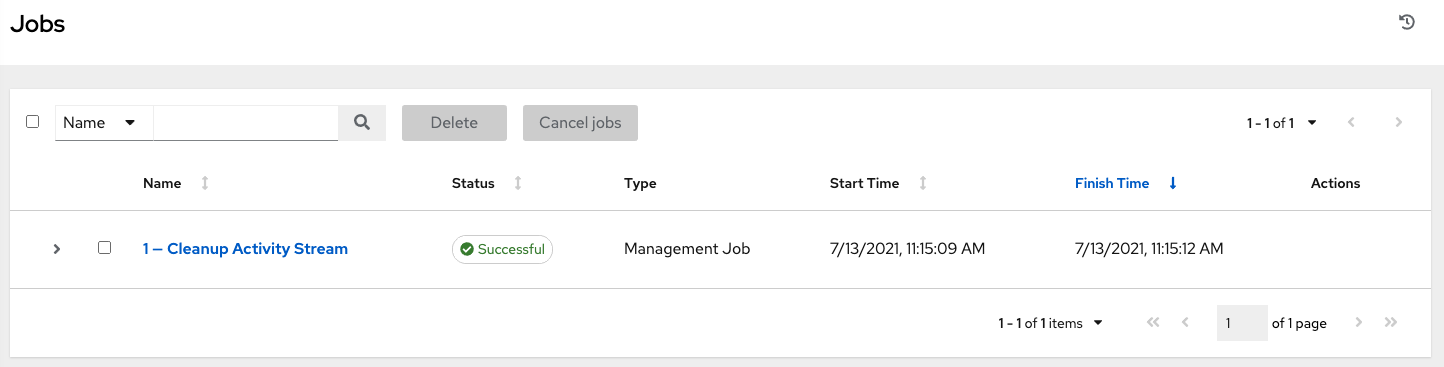 Jobs
Name Delete Cancel jobs 1 - 1 of 1
Name Status Type Start Time Finish Time Actions
1 — Cleanup Activity Stream Successful Management Job 7/13/2021, 11:15:09 AM 7/13/2021, 11:15:12 AM
1 - 1 of 1 items 1 of 1 page